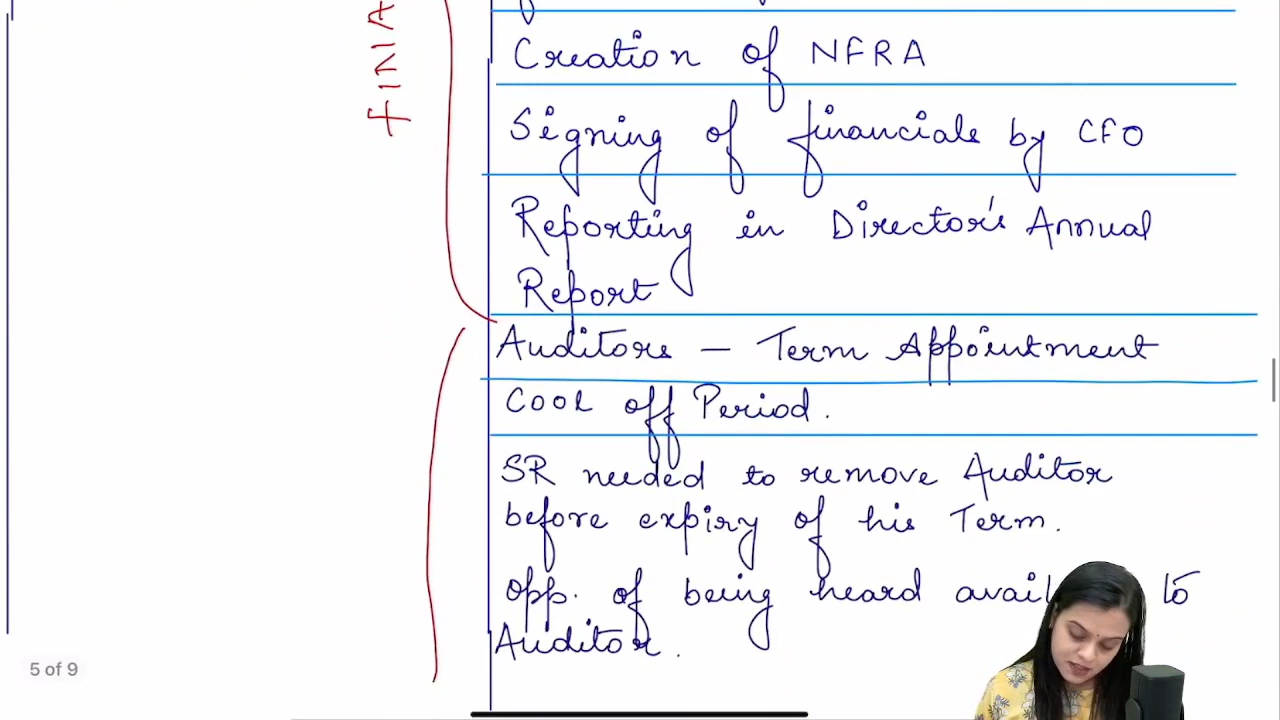 FINA
Creation of NFRA
Signing of financials by CFO
Reporting in Director's Annual
Report
Auditors – Term Appointment
Cool off Period.
SR needed to remove Auditor
before expiry of his Term.
opp. of being heard avail to
Auditor.
5 of 9